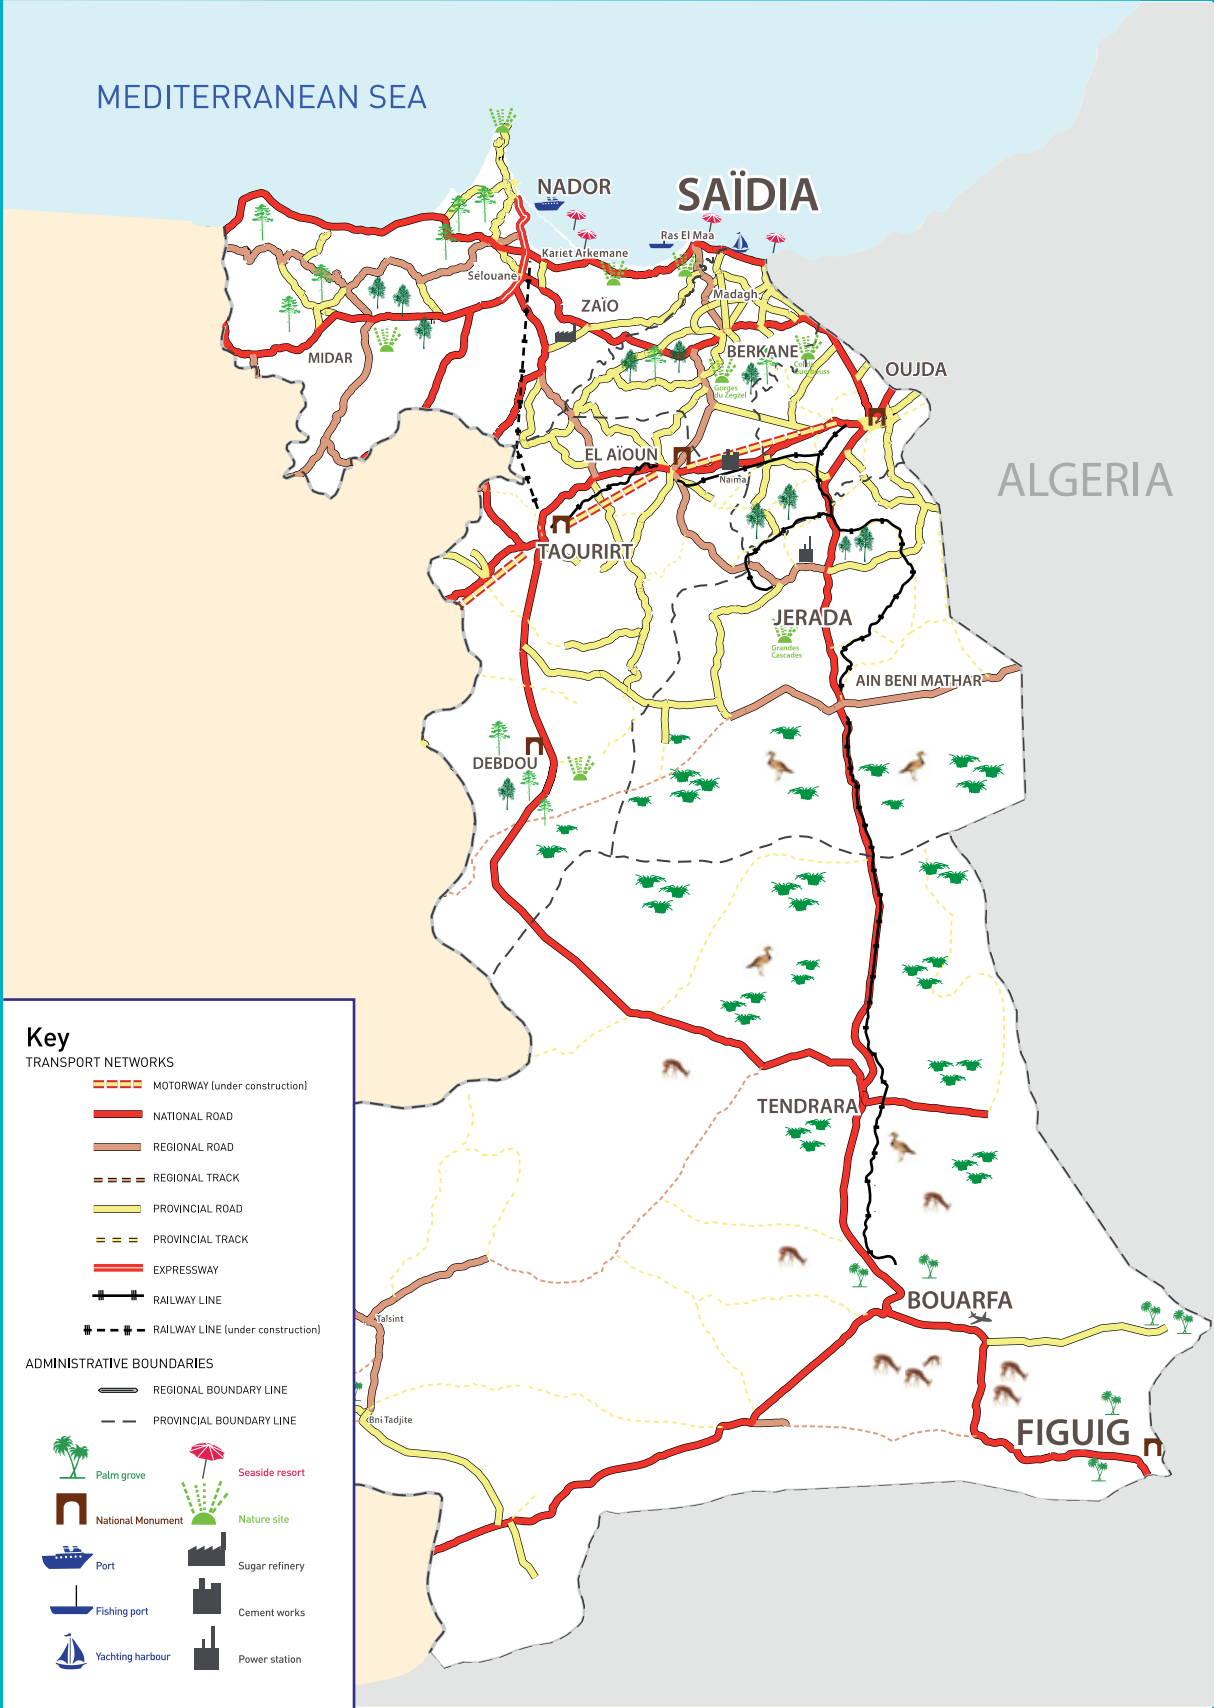 MEDITERRANEAN SEA
NADOR
SAÏDIA
Ras El Maa
Kariet Arkemane
Sélouane
ZAÏO
Madagh
MIDAR
BERKANE
OUJDA
Gorges
du Zegzel
EL AÏOUN
Naïma
ALGERIA
TAOURIRT
JERADA
Grandes
Cascades
AIN BENI MATHAR
DEBDOU
TENDRARA
BOUARFA
Talsint
Bni Tadjite
FIGUIG
Key
TRANSPORT NETWORKS
MOTORWAY (under construction)
NATIONAL ROAD
REGIONAL ROAD
REGIONAL TRACK
PROVINCIAL ROAD
PROVINCIAL TRACK
EXPRESSWAY
RAILWAY LINE
RAILWAY LINE (under construction)
ADMINISTRATIVE BOUNDARIES
REGIONAL BOUNDARY LINE
PROVINCIAL BOUNDARY LINE
Palm grove
Seaside resort
National Monument
Nature site
Port
Sugar refinery
Fishing port
Cement works
Yachting harbour
Power station